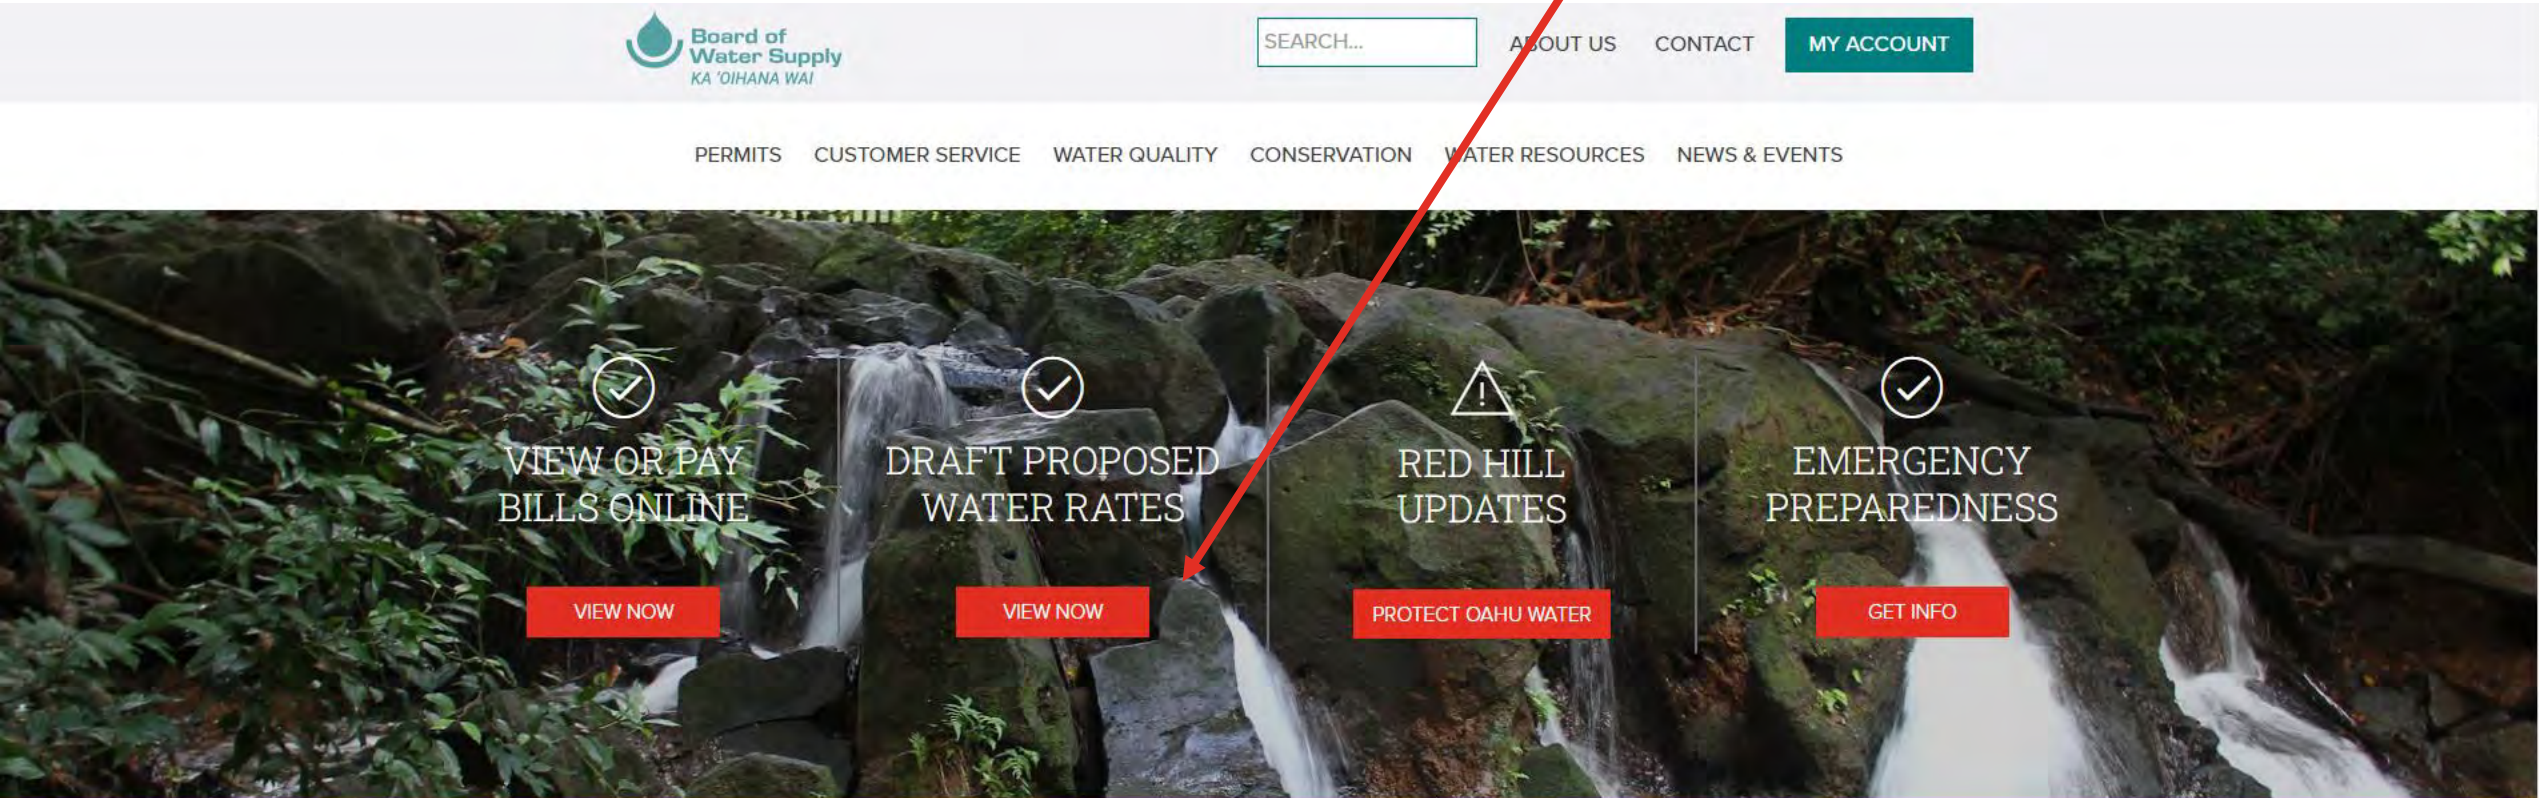 Board of
Water Supply
KA 'OIHANA WAI
SEARCH...
ABOUT US
CONTACT
MY ACCOUNT
PERMITS
CUSTOMER SERVICE
WATER QUALITY
CONSERVATION
WATER RESOURCES
NEWS & EVENTS
VIEW OR PAY
BILLS ONLINE
VIEW NOW
DRAFT PROPOSED
WATER RATES
VIEW NOW
RED HILL
UPDATES
PROTECT OAHU WATER
EMERGENCY
PREPAREDNESS
GET INFO